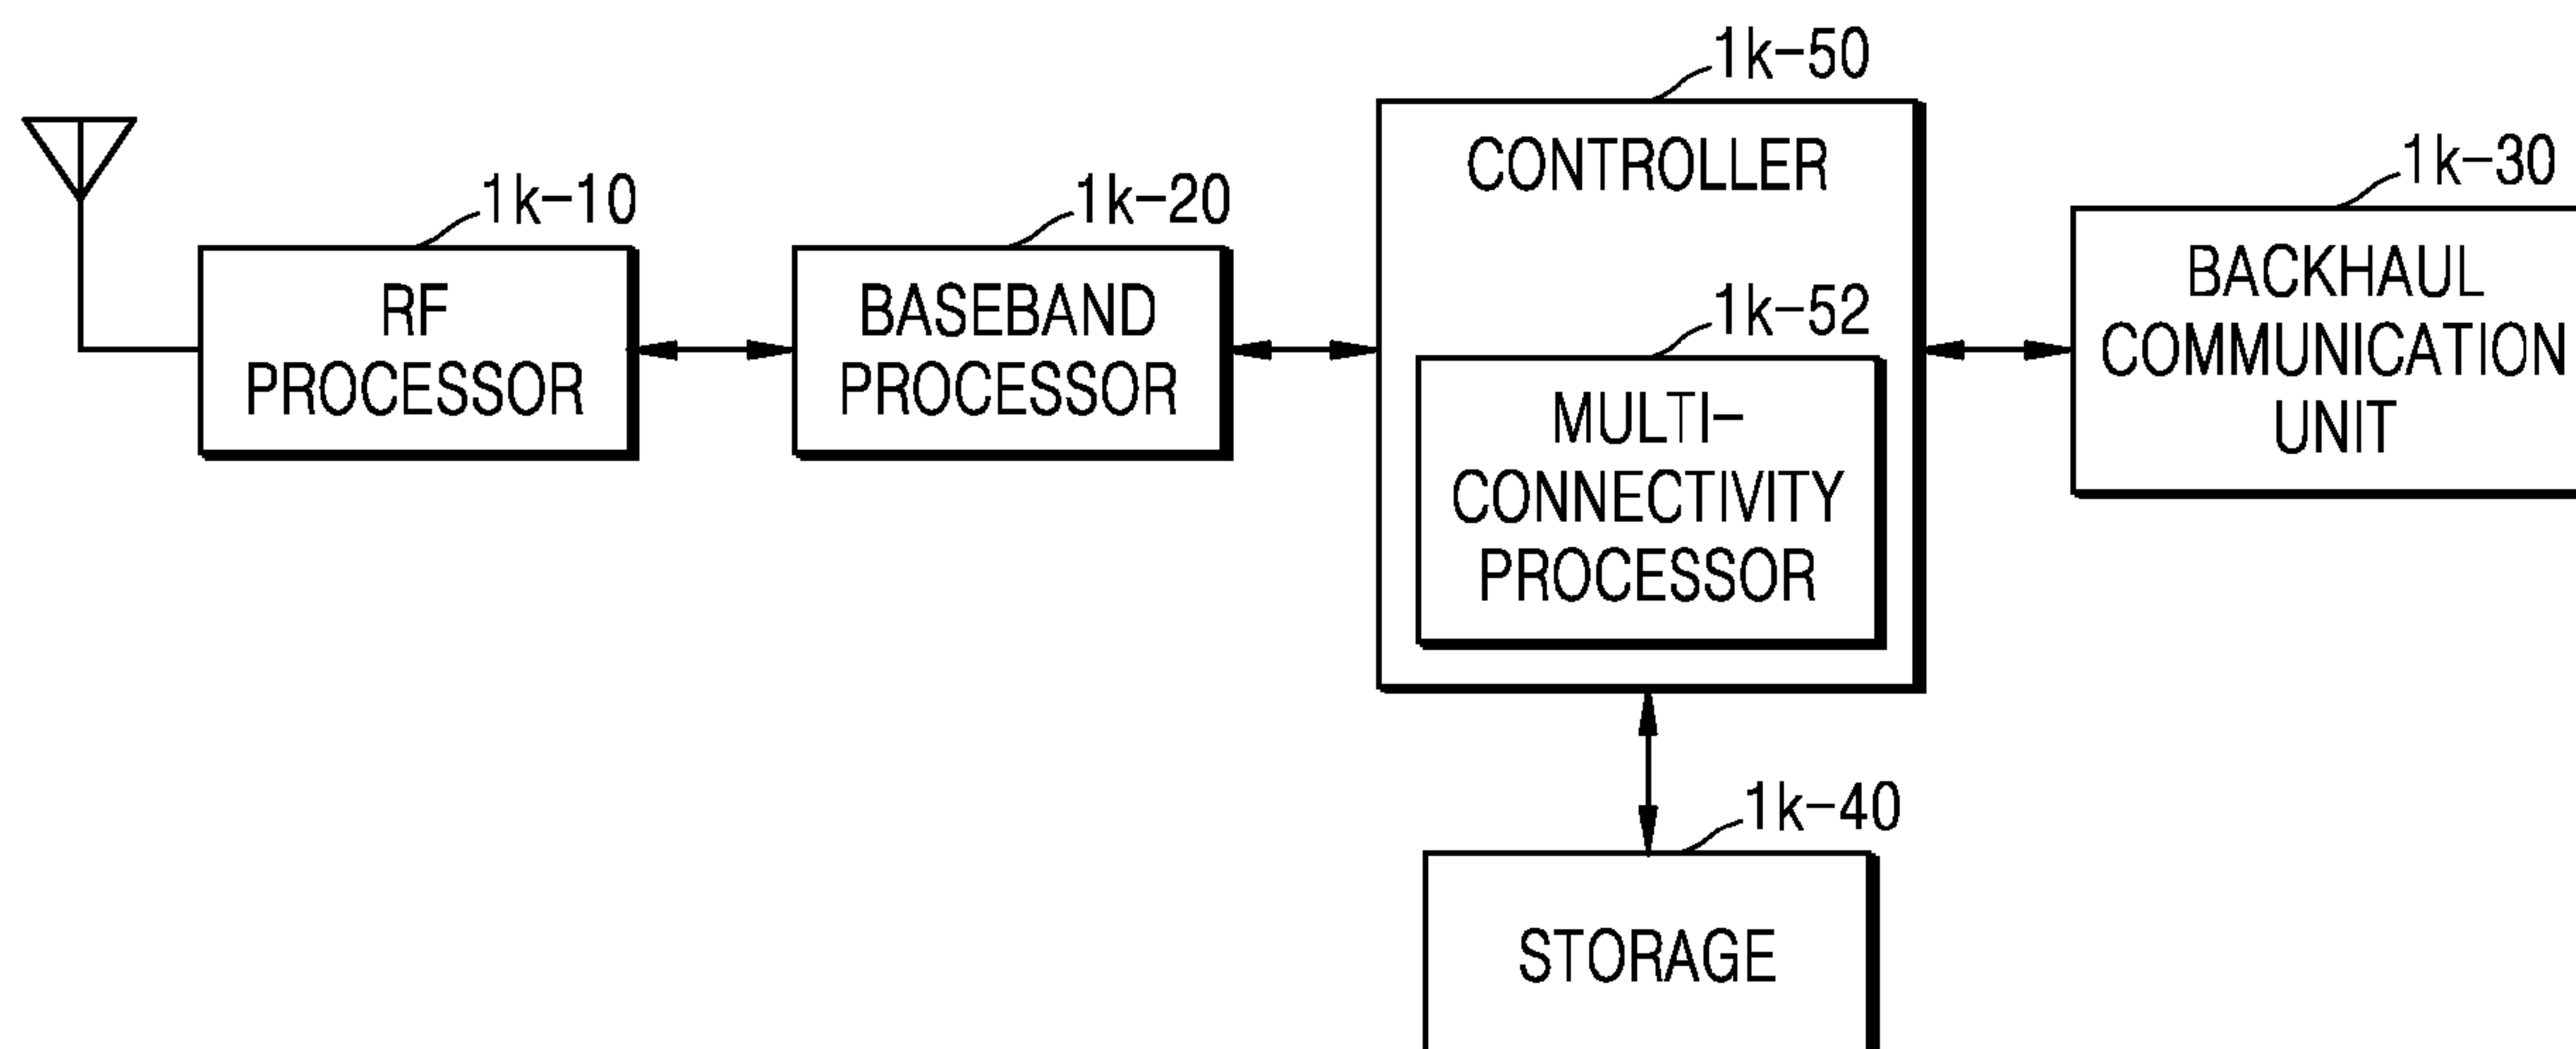 1k-50
CONTROLLER
1k-30
1k-10
1k-20
RF
PROCESSOR
BASEBAND
PROCESSOR
1k-52
MULTI-
CONNECTIVITY
PROCESSOR
BACKHAUL
COMMUNICATION
UNIT
1k-40
STORAGE